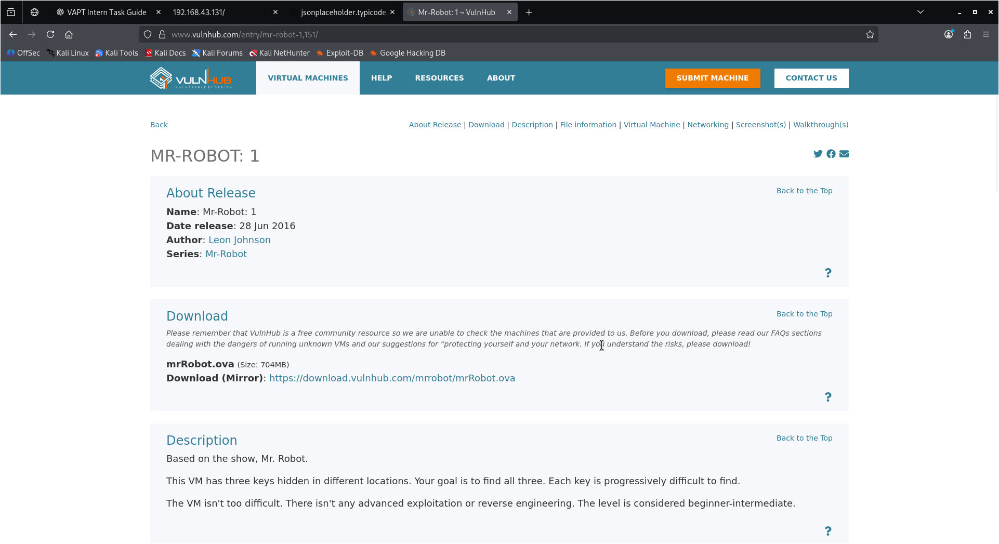 VAPT Intern Task Guide
192.168.43.131/
jsonplaceholder.typicode.
Mr-Robot: 1 ~ VulnHub
www.vulnhub.com/entry/mr-robot-1,151/
OffSec
Kali Linux
Kali Tools
Kali Docs
Kali Forums
Kali NetHunter
Exploit-DB
Google Hacking DB
VULNHUB
VULNERABLE BY DESIGN
VIRTUAL MACHINES
HELP
RESOURCES
ABOUT
SUBMIT MACHINE
CONTACT US
Back
About Release | Download | Description | File information | Virtual Machine | Networking | Screenshot(s) | Walkthrough(s)
MR-ROBOT: 1
About Release
Back to the Top
Name: Mr-Robot: 1
Date release: 28 Jun 2016
Author: Leon Johnson
Series: Mr-Robot
?
Download
Back to the Top
Please remember that VulnHub is a free community resource so we are unable to check the machines that are provided to us. Before you download, please read our FAQs sections
dealing with the dangers of running unknown VMs and our suggestions for “protecting yourself and your network. If you understand the risks, please download!
mrRobot.ova (Size: 704MB)
Download (Mirror): https://download.vulnhub.com/mrrobot/mrRobot.ova
?
Description
Back to the Top
Based on the show, Mr. Robot.
This VM has three keys hidden in different locations. Your goal is to find all three. Each key is progressively difficult to find.
The VM isn't too difficult. There isn't any advanced exploitation or reverse engineering. The level is considered beginner-intermediate.
?